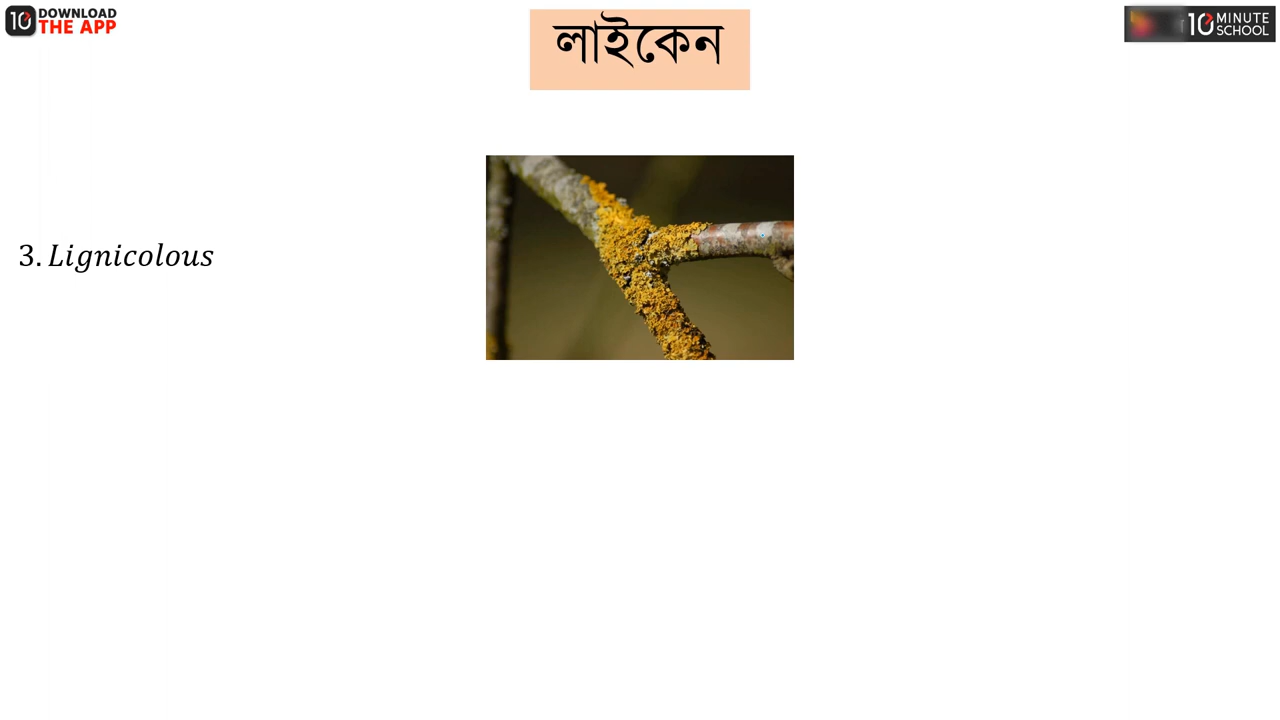 10 DOWNLOAD
THE APP
লাইকেন
10 MINUTE
SCHOOL
3. Lignicolous